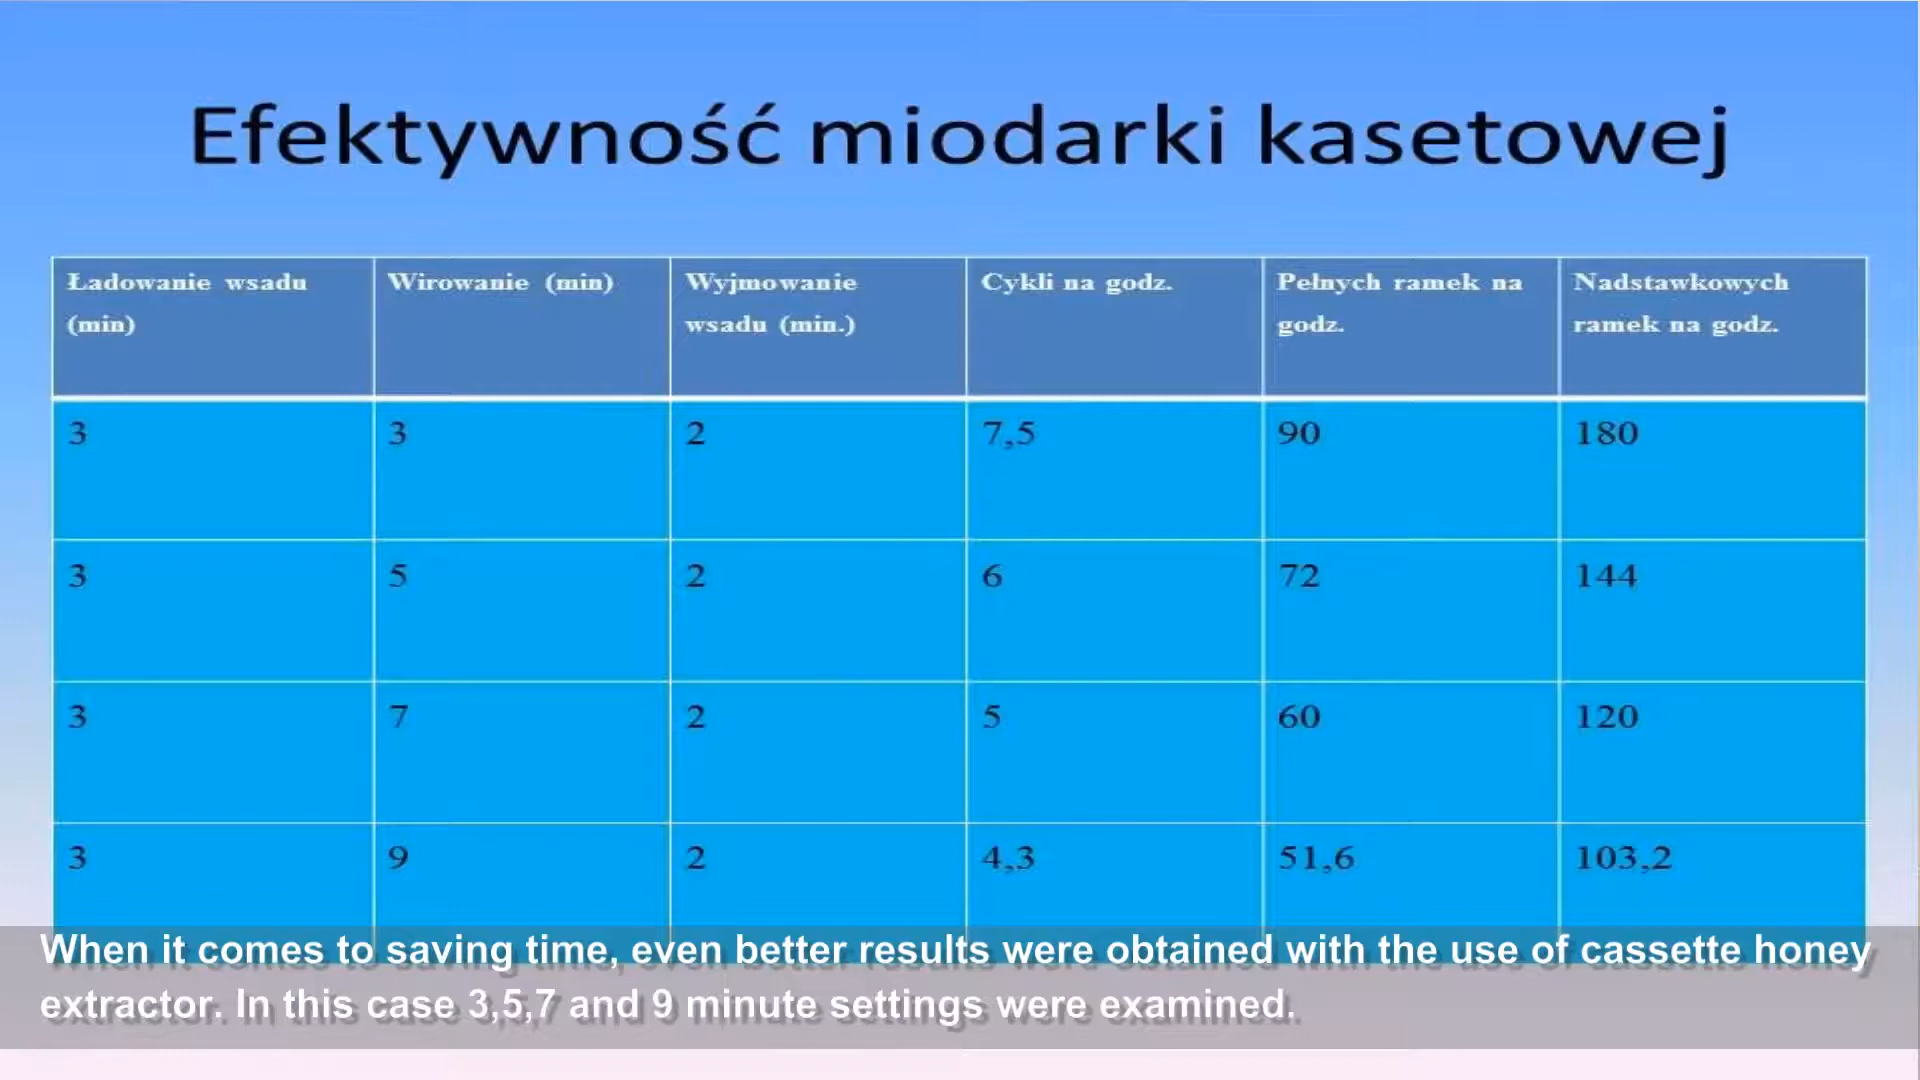 Efektywność miodarki kasetowej
Ładowanie wsadu (min) Wirowanie (min) Wyjmowanie wsadu (min.) Cykli na godz. Pełnych ramek na godz. Nadstawkowych ramek na godz.
3 3 2 7,5 90 180
3 5 2 6 72 144
3 7 2 5 60 120
3 9 2 4,3 51,6 103,2
When it comes to saving time, even better results were obtained with the use of cassette honey
extractor. In this case 3,5,7 and 9 minute settings were examined.